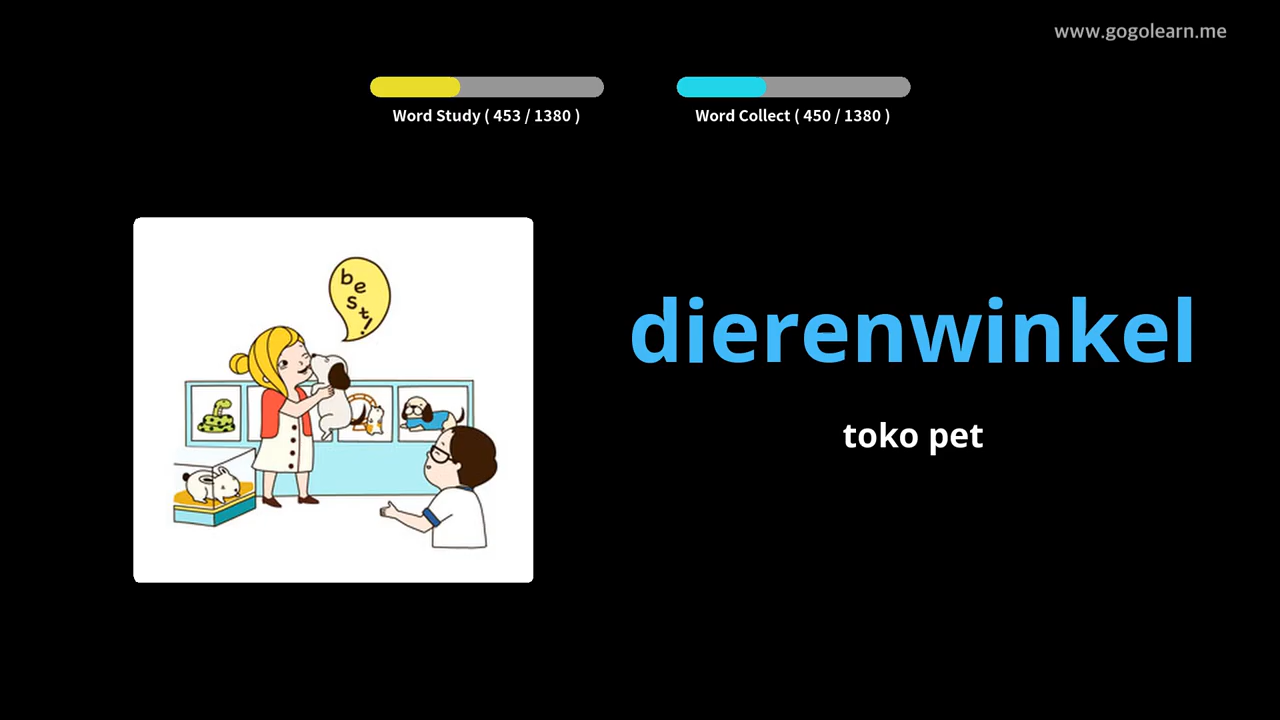 www.gogolearn.me
Word Study ( 453 / 1380 )
Word Collect ( 450 / 1380 )
best!
dierenwinkel
toko pet